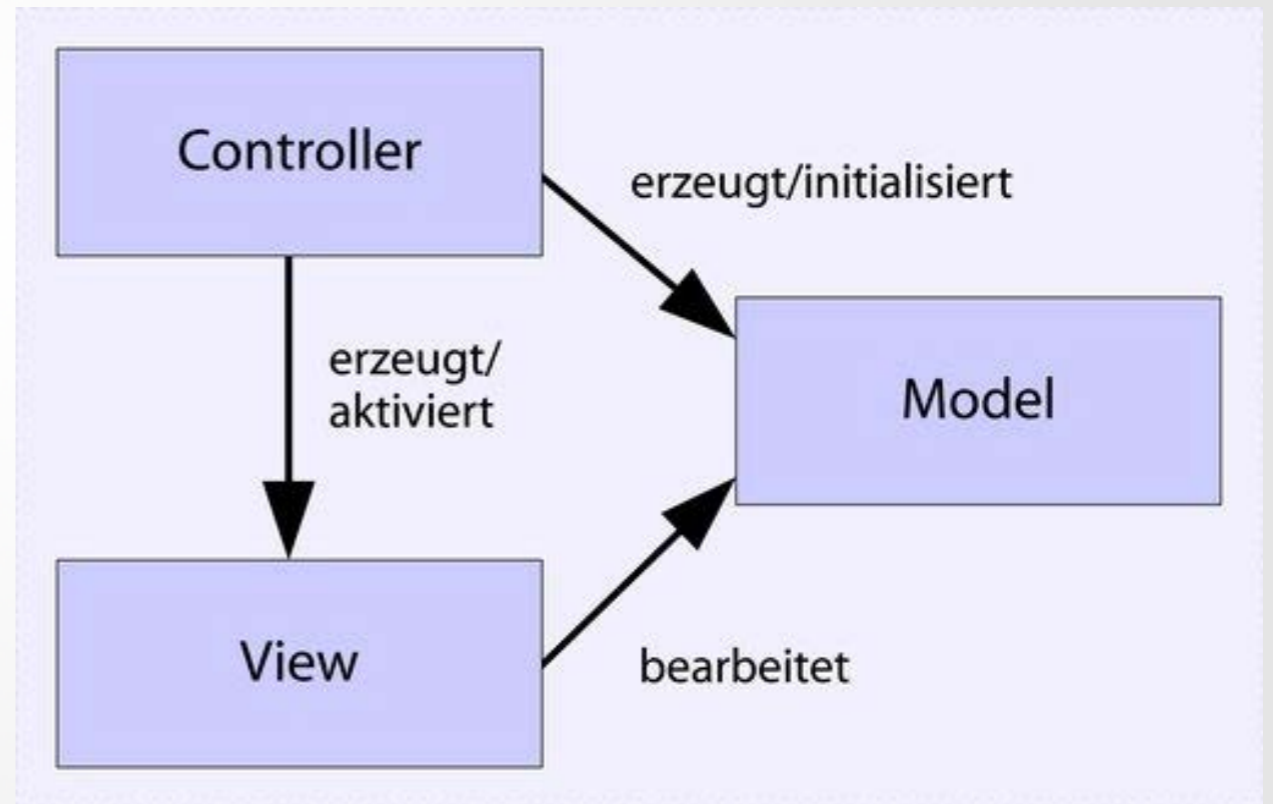 Controller
erzeugt/initialisiert
erzeugt/
aktiviert
Model
View
bearbeitet